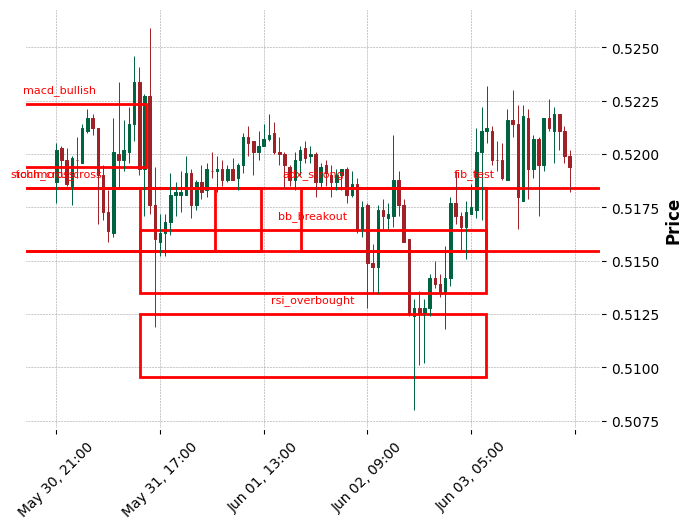 0.5250
macd_bullish
0.5225
0.5200
adx_strong
fib_test
0.5175
bb_breakout
Price
0.5150
rsi_overbought
0.5125
0.5100
0.5075
May 30, 21:00
May 31, 17:00
Jun 01, 13:00
Jun 02, 09:00
Jun 03, 05:00